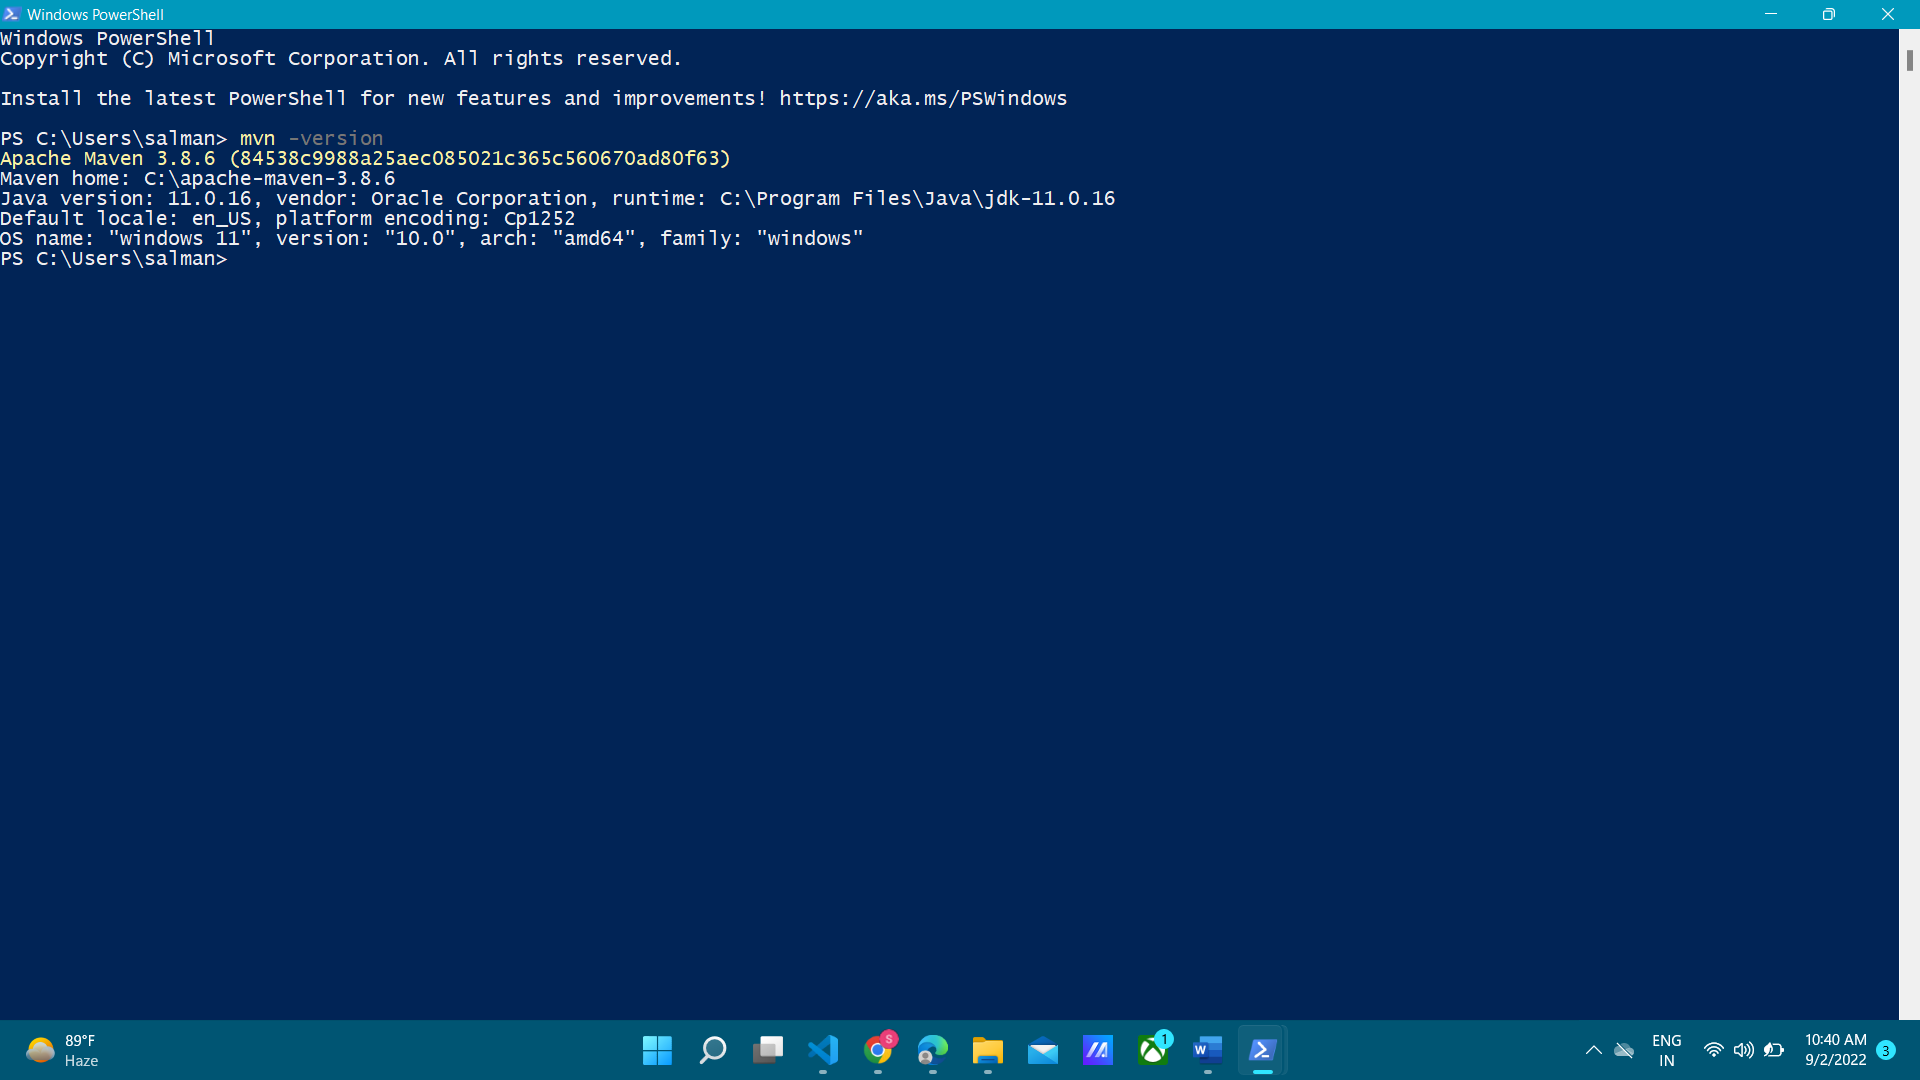 Windows PowerShell
Windows PowerShell
Copyright (C) Microsoft Corporation. All rights reserved.
Install the latest PowerShell for new features and improvements! https://aka.ms/PSWindows
PS C:\Users\salman> mvn -version
Apache Maven 3.8.6 (84538c9988a25aec085021c365c560670ad80f63)
Maven home: C:\apache-maven-3.8.6
Java version: 11.0.16, vendor: Oracle Corporation, runtime: C:\Program Files\Java\jdk-11.0.16
Default locale: en_US, platform encoding: Cp1252
OS name: "windows 11", version: "10.0", arch: "amd64", family: "windows"
PS C:\Users\salman>
89°F
Haze
S
1
W
ENG
IN
10:40 AM
9/2/2022
3